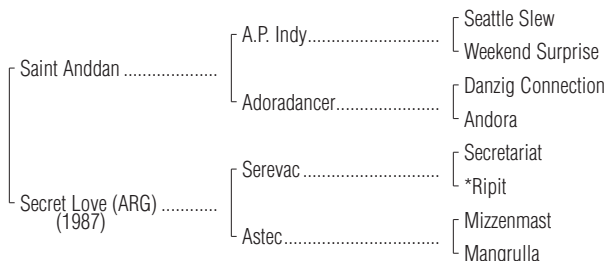 Seattle Slew
A.P. Indy
Weekend Surprise
Saint Anddan
Danzig Connection
Adoradancer
Andora
Secretariat
Serevac
*Ripit
Secret Love (ARG)
(1987)
Mizzenmast
Astec
Mangrulla